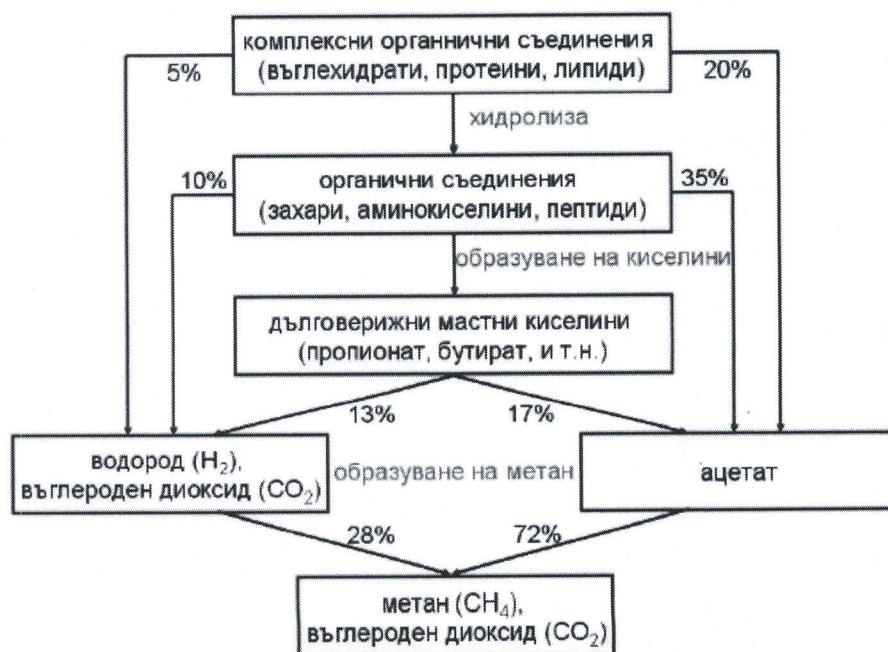 комплексни органнични съединения
(въглехидрати, протеини, липиди)
5%
20%
хидролиза
10%
органични съединения
(захари, аминокиселини, пептиди)
35%
образуване на киселини
дълговерижни мастни киселини
(пропионат, бутират, и т.н.)
13%
17%
водород (H₂),
въглероден диоксид (CO₂)
образуване на метан
ацетат
28%
72%
метан (CH₄),
въглероден диоксид (CO₂)